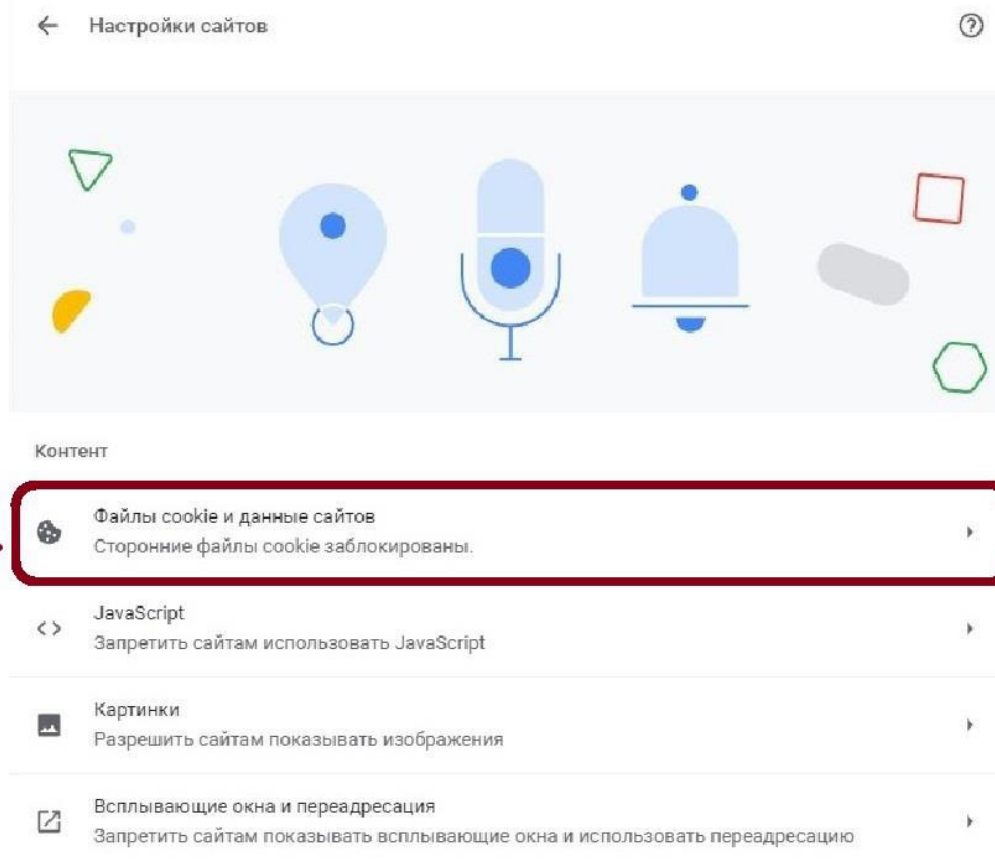 Настройки сайтов
Контент
Файлы cookie и данные сайтов
Сторонние файлы cookie заблокированы.
JavaScript
Запретить сайтам использовать JavaScript
Картинки
Разрешить сайтам показывать изображения
Всплывающие окна и переадресация
Запретить сайтам показывать всплывающие окна и использовать переадресацию